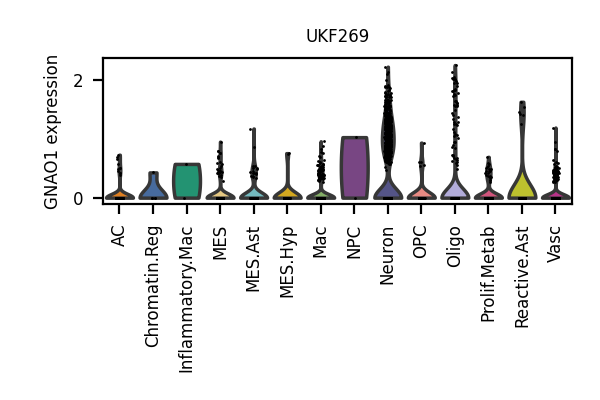 UKF269
GNAO1 expression
2
0
AC
Chromatin.Reg
Inflammatory.Mac
MES
MES.Ast
MES.Hyp
Mac
NPC
Neuron
OPC
Oligo
Prolif.Metab
Reactive.Ast
Vasc